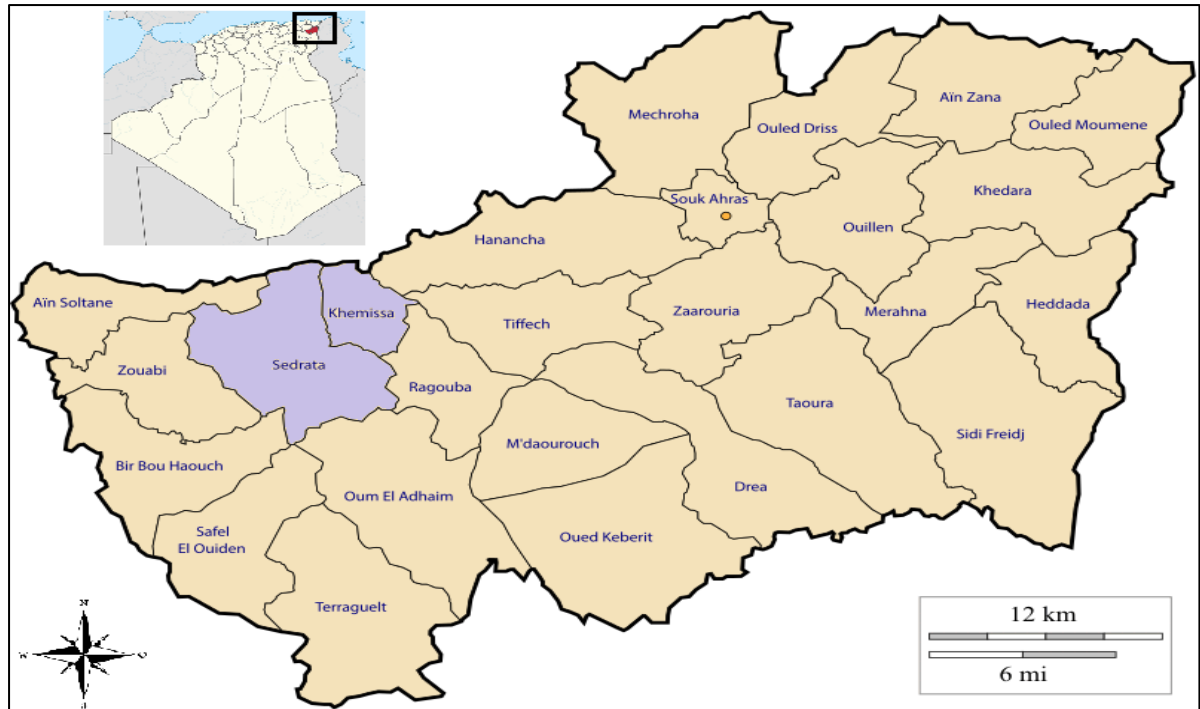 Aïn Zana
Mechroha
Ouled Driss
Ouled Moumene
Souk Ahras
Khedara
Ouillen
Hanancha
Aïn Soltane
Khemissa
Tiffech
Zaarouria
Merahna
Heddada
Zouabi
Sedrata
Ragouba
Taoura
M'daourouch
Sidi Freidj
Bir Bou Haouch
Oum El Adhaim
Drea
Safel
El Ouiden
Oued Keberit
Terraguelt
N
W
O
S
12 km
6 mi